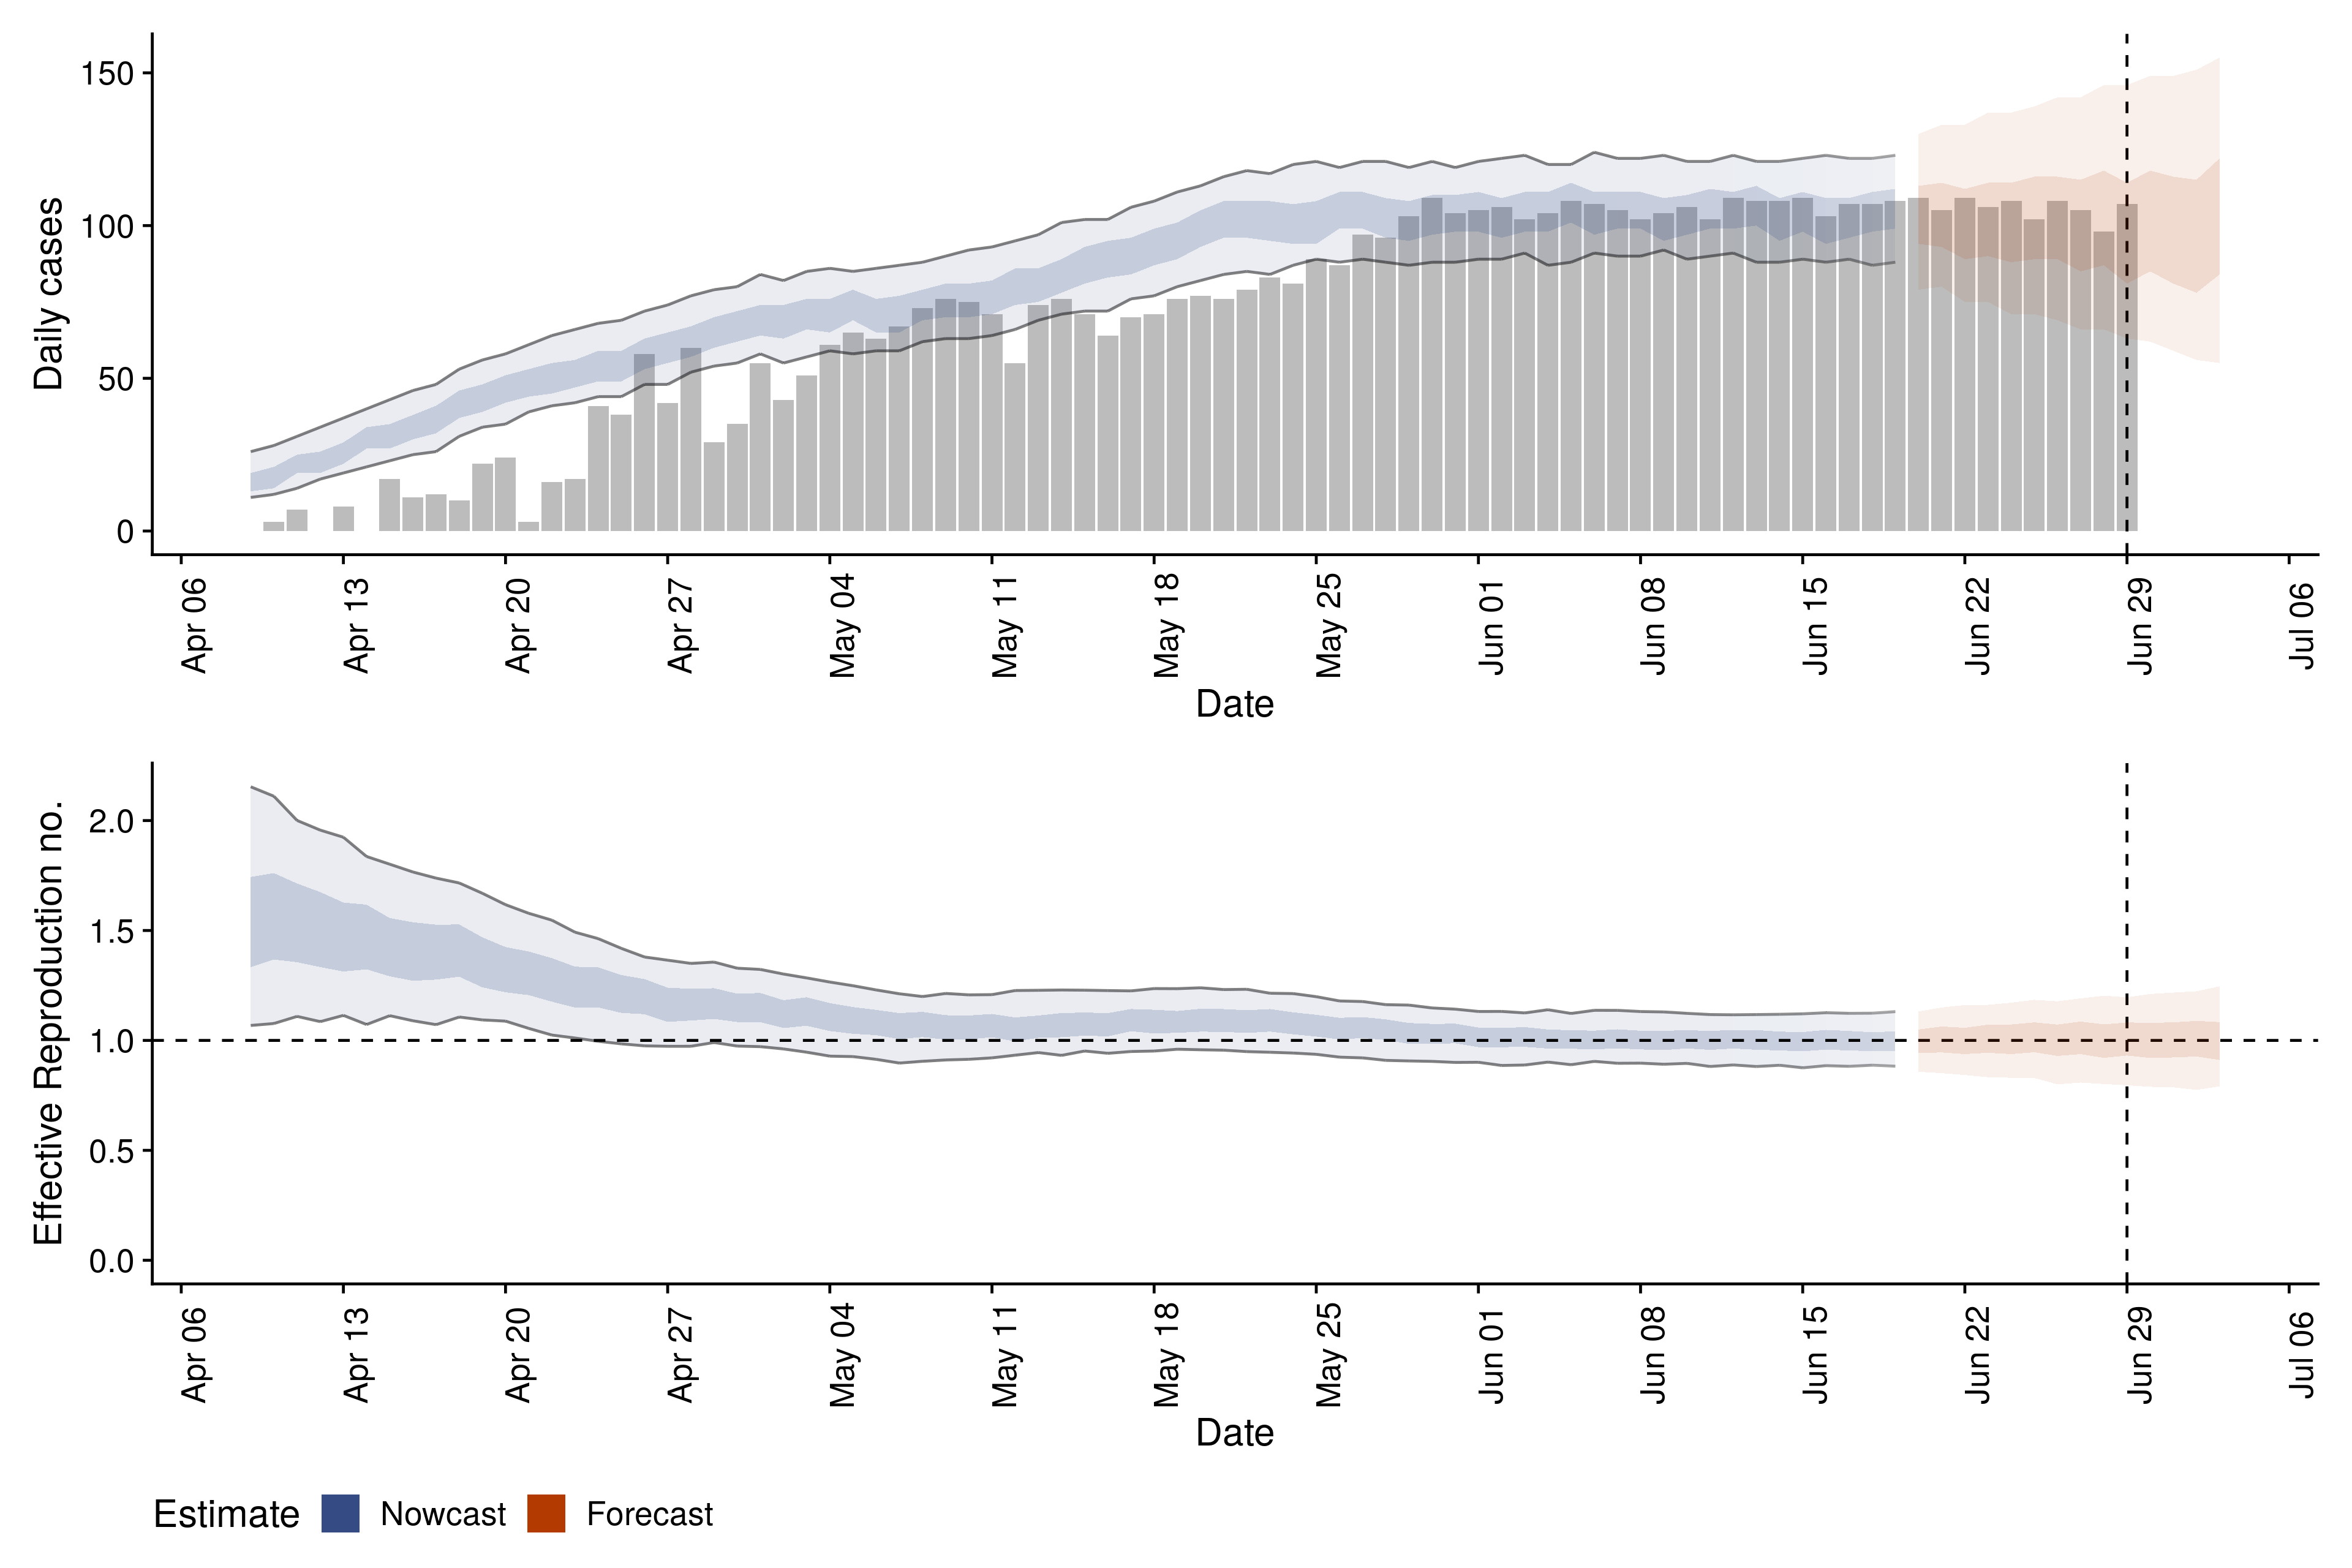 Daily cases
150
100
50
0
Apr 06
Apr 13
Apr 20
Apr 27
May 04
May 11
May 18
May 25
Jun 01
Jun 08
Jun 15
Jun 22
Jun 29
Jul 06
Date
Effective Reproduction no.
2.0
1.5
1.0
0.5
0.0
Apr 06
Apr 13
Apr 20
Apr 27
May 04
May 11
May 18
May 25
Jun 01
Jun 08
Jun 15
Jun 22
Jun 29
Jul 06
Date
Estimate Nowcast Forecast